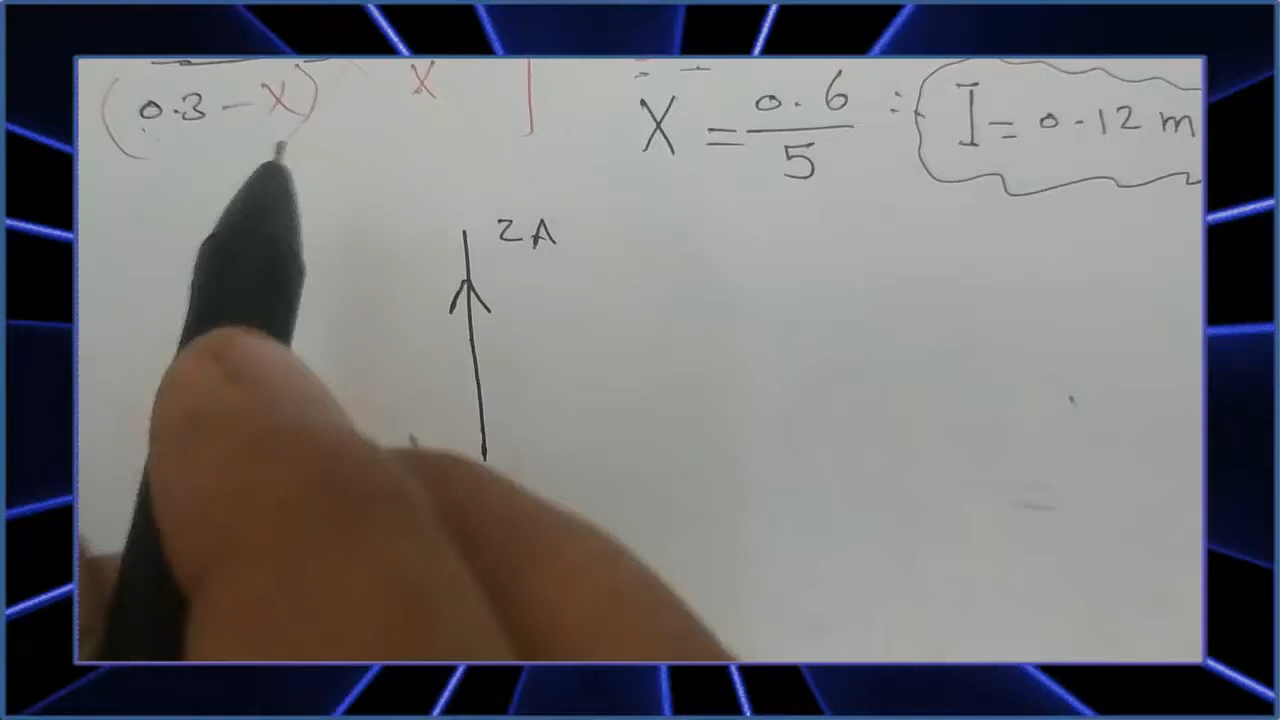 (0.3 - X) X
X = 0.6 / 5 : I = 0.12 m
2A